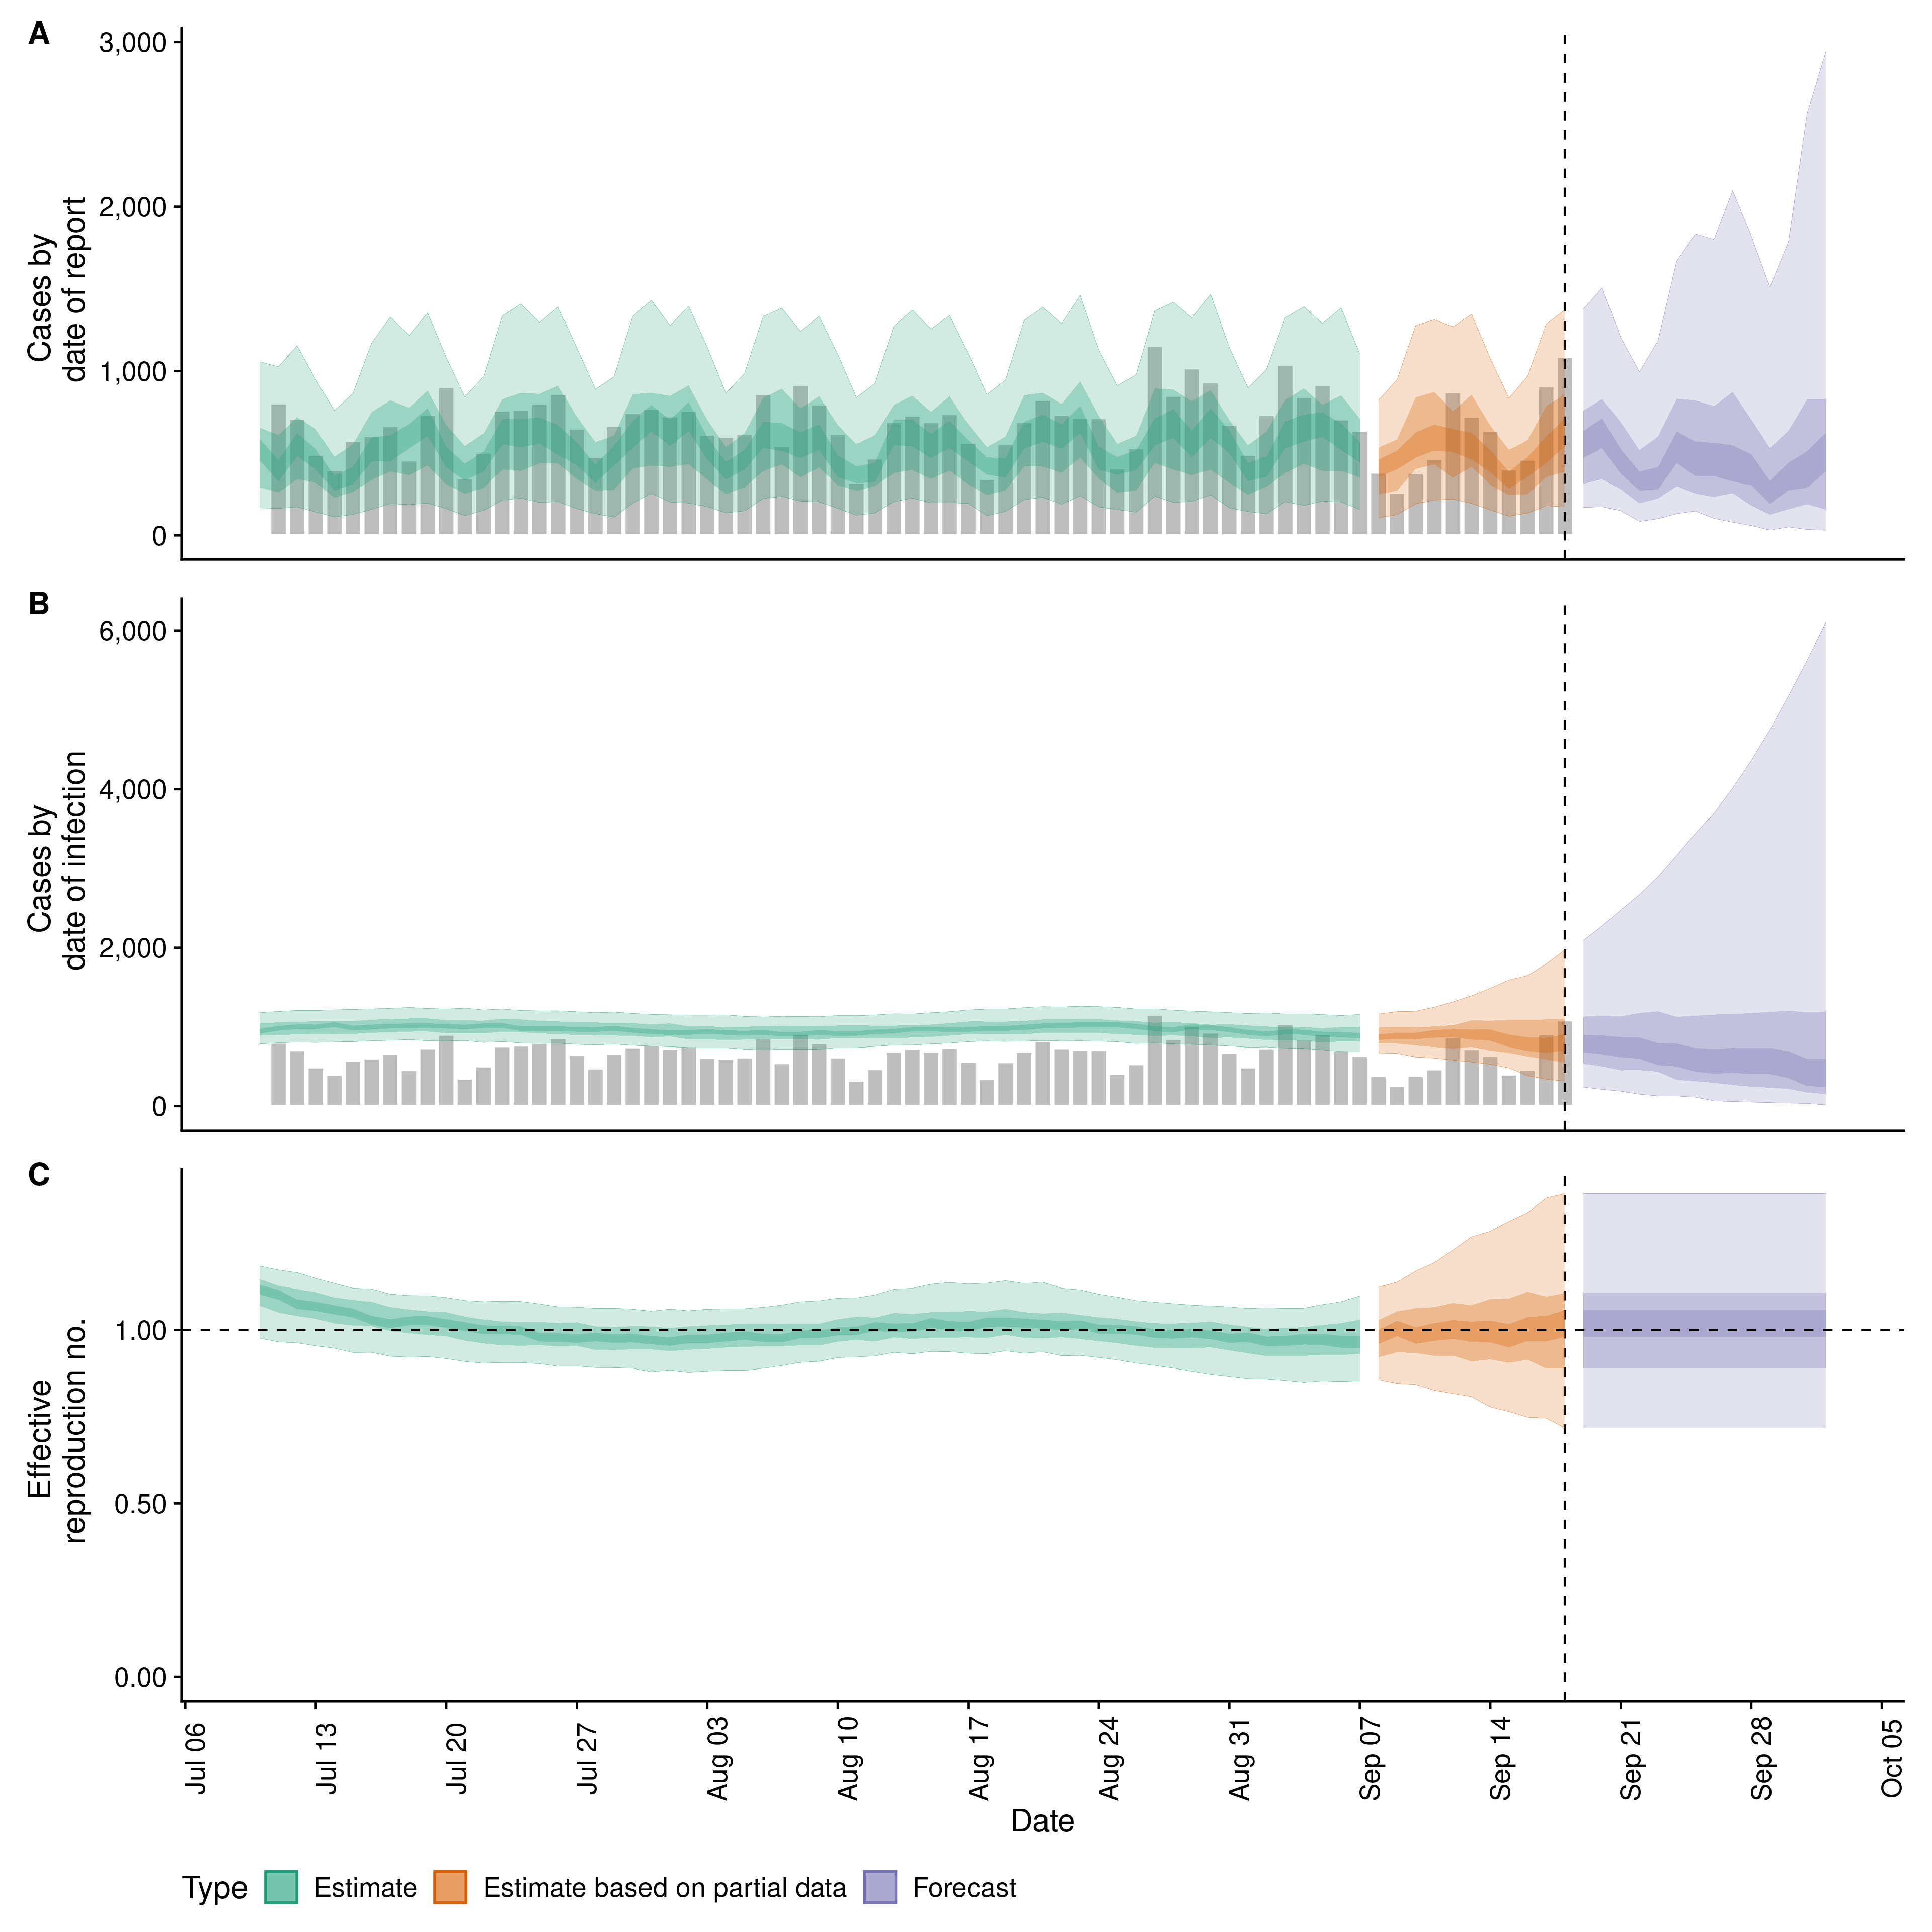 A
Cases by
date of report
3,000
2,000
1,000
0
B
Cases by
date of infection
6,000
4,000
2,000
0
C
Effective
reproduction no.
1.00
0.50
0.00
Jul 06
Jul 13
Jul 20
Jul 27
Aug 03
Aug 10
Aug 17
Aug 24
Aug 31
Sep 07
Sep 14
Sep 21
Sep 28
Oct 05
Date
Type Estimate Estimate based on partial data Forecast